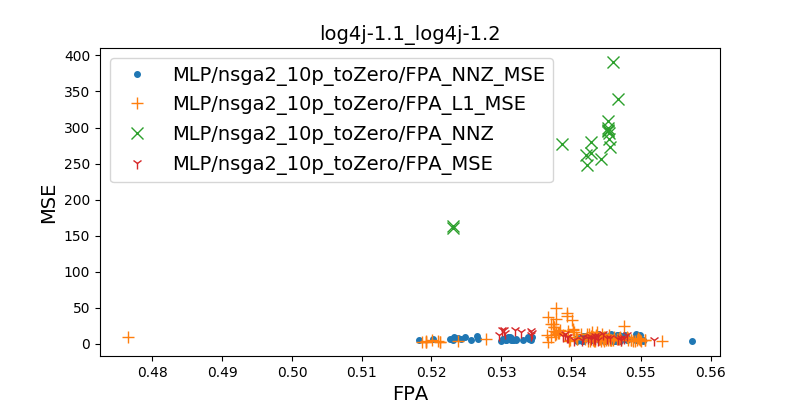 log4j-1.1_log4j-1.2
MLP/nsga2_10p_toZero/FPA_NNZ_MSE
MLP/nsga2_10p_toZero/FPA_L1_MSE
MLP/nsga2_10p_toZero/FPA_NNZ
MLP/nsga2_10p_toZero/FPA_MSE
MSE
400
350
300
250
200
150
100
50
0
0.48 0.49 0.50 0.51 0.52 0.53 0.54 0.55 0.56
FPA